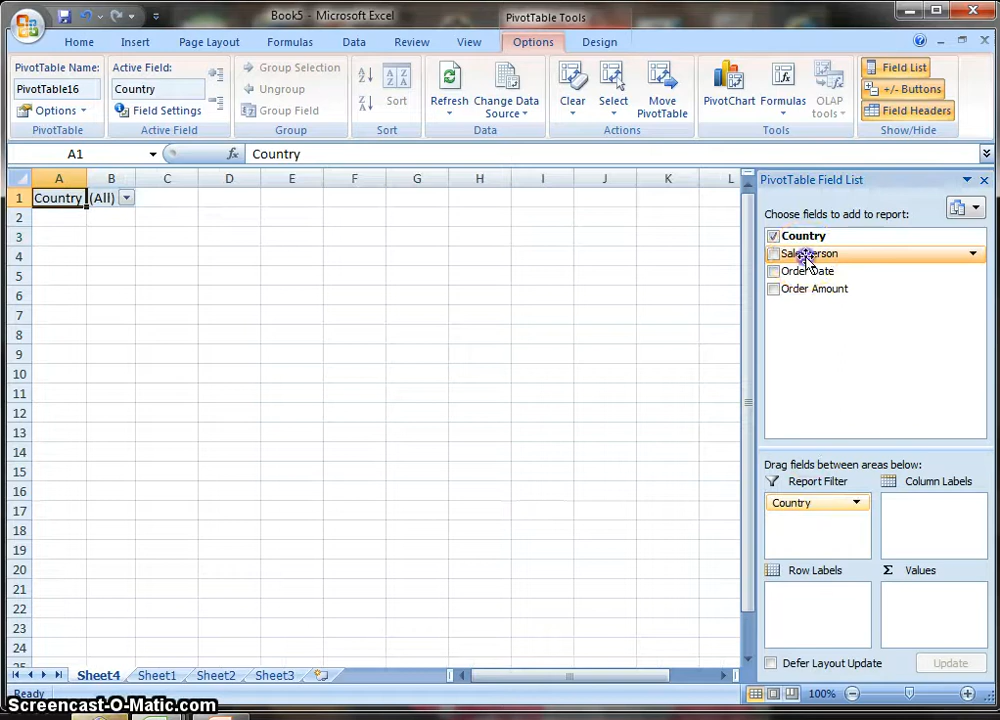 Book5 - Microsoft Excel
PivotTable Tools
Home Insert Page Layout Formulas Data Review View Options Design
PivotTable Name:
PivotTable16
Options
PivotTable
Active Field:
Country
Field Settings
Active Field
Group Selection
Ungroup
Group Field
Group
Sort
Sort
Refresh
Change Data
Source
Data
Clear
Select
Move
PivotTable
Actions
PivotChart
Formulas
OLAP
tools
Tools
Field List
+/- Buttons
Field Headers
Show/Hide
A1
fx
Country
A B C D E F G H I J K L
1 Country (All)
2
3
4
5
6
7
8
9
10
11
12
13
14
15
16
17
18
19
20
21
22
23
24
25
PivotTable Field List
Choose fields to add to report:
Country
Salesperson
Order Date
Order Amount
Drag fields between areas below:
Report Filter
Column Labels
Country
Row Labels
Σ Values
Defer Layout Update
Update
Sheet4 Sheet1 Sheet2 Sheet3
Ready
100%
Screencast-O-Matic.com